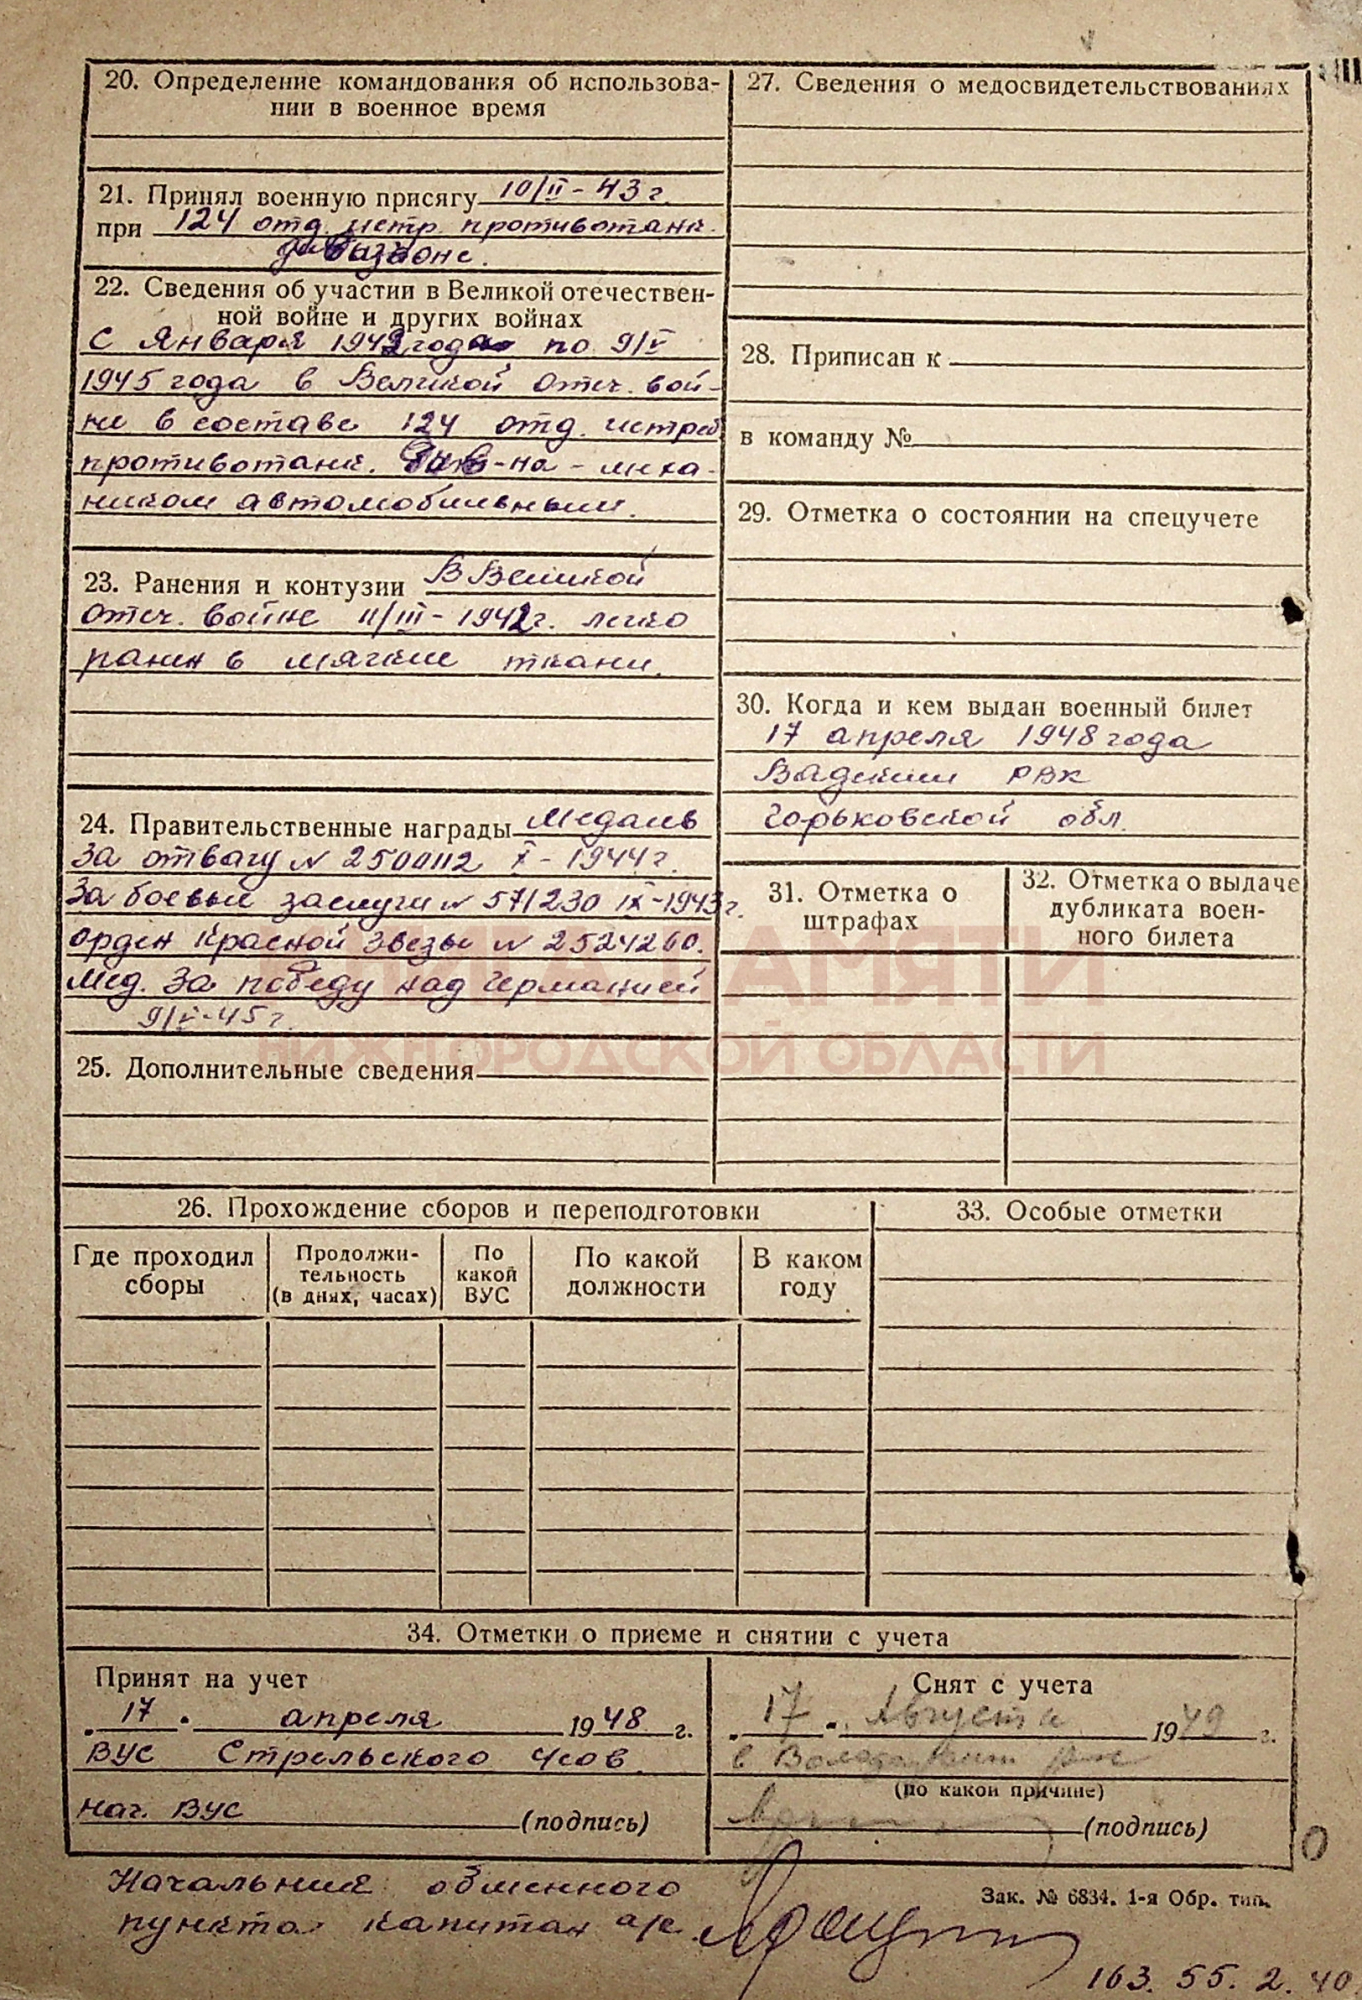 20. Определение командования об использова-
нии в военное время
21. Принял военную присягу 10/II - 43 г.
при 124 отд. истр. противотанк.
дивизионе.
22. Сведения об участии в Великой отечествен-
ной войне и других войнах
С Января 1942 года по 9/V
1945 года в Великой Отеч. вой-
не в составе 124 отд. истреб
противотанк. див-на - меха-
ником автомобильным.
23. Ранения и контузии В Великой
Отеч. войне 11/III - 1942 г. легко
ранен в мягкие ткани.
24. Правительственные награды Медаль
За отвагу N 2500112 X - 1944 г.
За боевые заслуги N 571230 IX - 1943 г.
орден Красной Звезды N 2524260.
Мед. За победу над Германией
9/V - 45 г.
25. Дополнительные сведения
27. Сведения о медосвидетельствованиях
28. Приписан к
в команду №
29. Отметка о состоянии на спецучете
30. Когда и кем выдан военный билет
17 апреля 1948 года
РВК
Горьковской обл.
31. Отметка о
штрафах
32. Отметка о выдаче
дубликата воен-
ного билета
КНИГА ПАМЯТИ
НИЖЕГОРОДСКОЙ ОБЛАСТИ
26. Прохождение сборов и переподготовки
Где проходил
сборы
Продолжи-
тельность
(в днях, часах)
По
какой
ВУС
По какой
должности
В каком
году
33. Особые отметки
34. Отметки о приеме и снятии с учета
Принят на учет
17 апреля 1948 г.
ВУС Стрельского
нач. ВУС (подпись)
Снят с учета
17 Августа 1949 г.
в
(по какой причине)
(подпись)
Начальник обменного
пункта капитан а/с
Зак. № 6834. 1-я Обр. тип.
163. 55. 2. 40